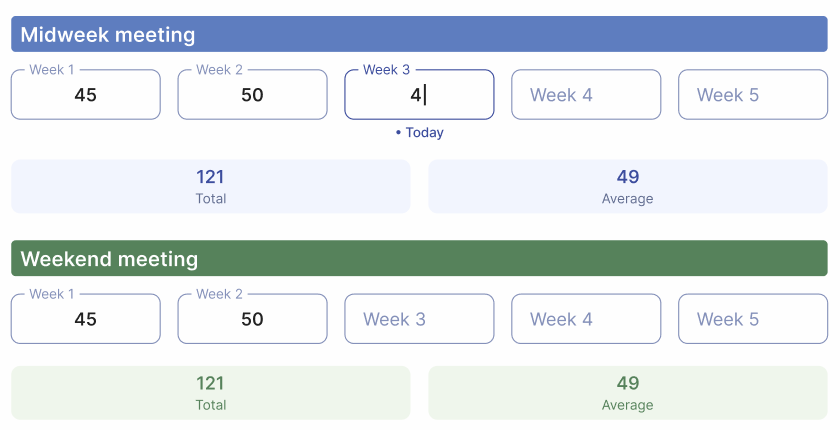 Midweek meeting
Week 1 Week 2 Week 3
45 50 4 Week 4 Week 5
• Today
121 49
Total Average
Weekend meeting
Week 1 Week 2
45 50 Week 3 Week 4 Week 5
121 49
Total Average